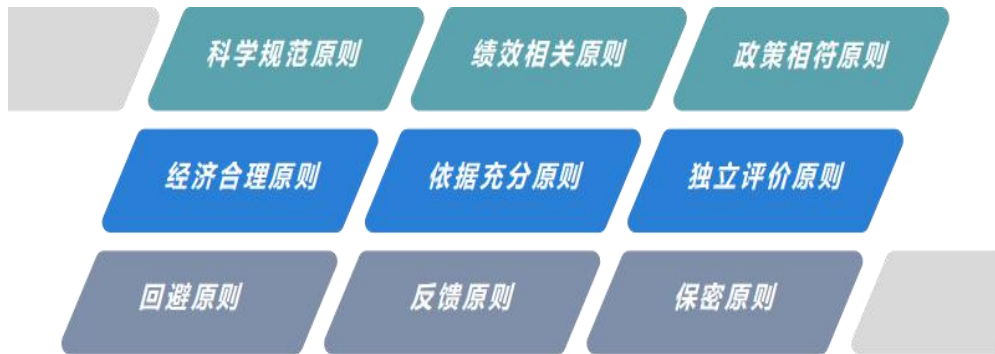 科学规范原则
绩效相关原则
政策相符原则
经济合理原则
依据充分原则
独立评价原则
回避原则
反馈原则
保密原则